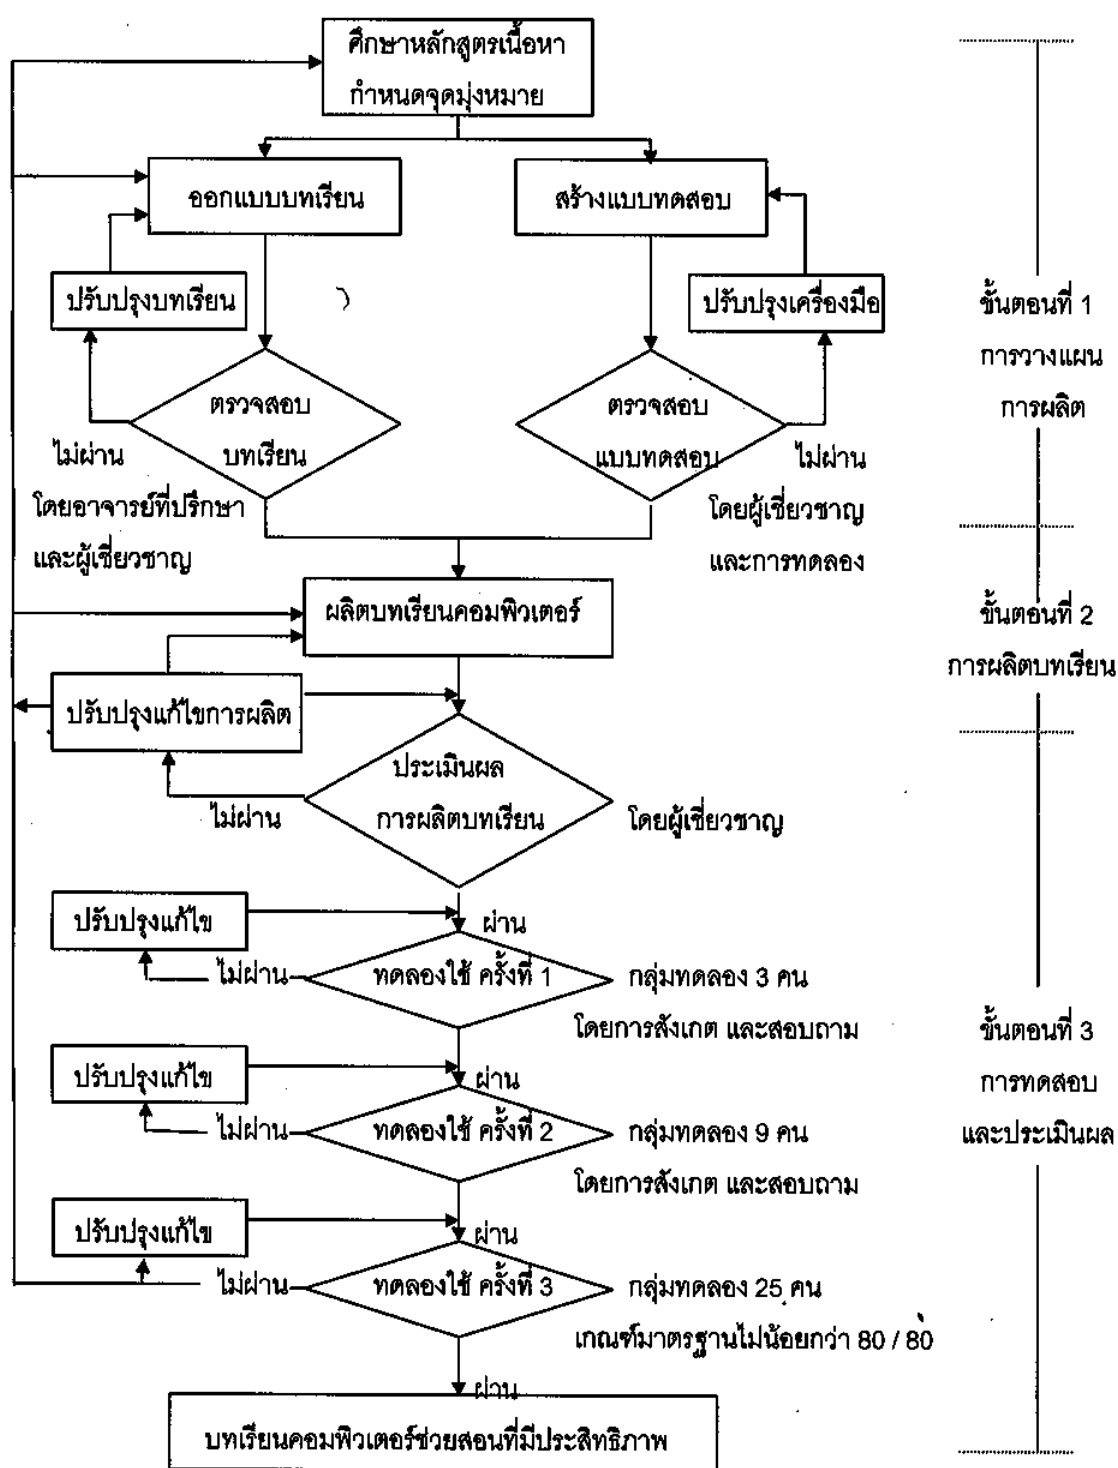 ศึกษาหลักสูตรเนื้อหา
กำหนดจุดมุ่งหมาย
ออกแบบบทเรียน
สร้างแบบทดสอบ
ปรับปรุงบทเรียน
ปรับปรุงเครื่องมือ
ตรวจสอบ
บทเรียน
ตรวจสอบ
แบบทดสอบ
ไม่ผ่าน
ไม่ผ่าน
โดยอาจารย์ที่ปรึกษา
และผู้เชี่ยวชาญ
โดยผู้เชี่ยวชาญ
และการทดลอง
ขั้นตอนที่ 1
การวางแผน
การผลิต
ผลิตบทเรียนคอมพิวเตอร์
ขั้นตอนที่ 2
การผลิตบทเรียน
ปรับปรุงแก้ไขการผลิต
ประเมินผล
การผลิตบทเรียน
ไม่ผ่าน
โดยผู้เชี่ยวชาญ
ปรับปรุงแก้ไข
ผ่าน
ไม่ผ่าน
ทดลองใช้ ครั้งที่ 1
กลุ่มทดลอง 3 คน
โดยการสังเกต และสอบถาม
ปรับปรุงแก้ไข
ผ่าน
ไม่ผ่าน
ทดลองใช้ ครั้งที่ 2
กลุ่มทดลอง 9 คน
โดยการสังเกต และสอบถาม
ขั้นตอนที่ 3
การทดสอบ
และประเมินผล
ปรับปรุงแก้ไข
ผ่าน
ไม่ผ่าน
ทดลองใช้ ครั้งที่ 3
กลุ่มทดลอง 25 คน
เกณฑ์มาตรฐานไม่น้อยกว่า 80 / 80
ผ่าน
บทเรียนคอมพิวเตอร์ช่วยสอนที่มีประสิทธิภาพ